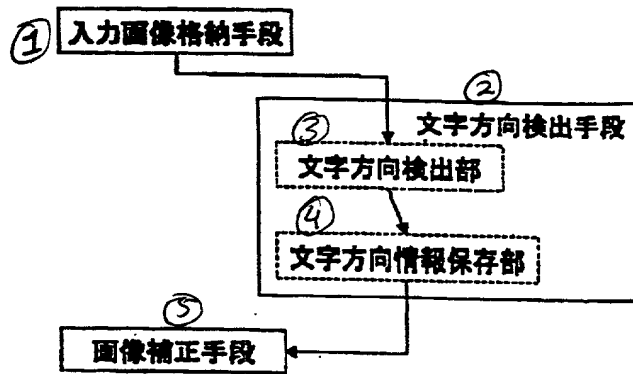 ① 入力画像格納手段
②
文字方向検出手段
③
文字方向検出部
④
文字方向情報保存部
⑤
画像補正手段